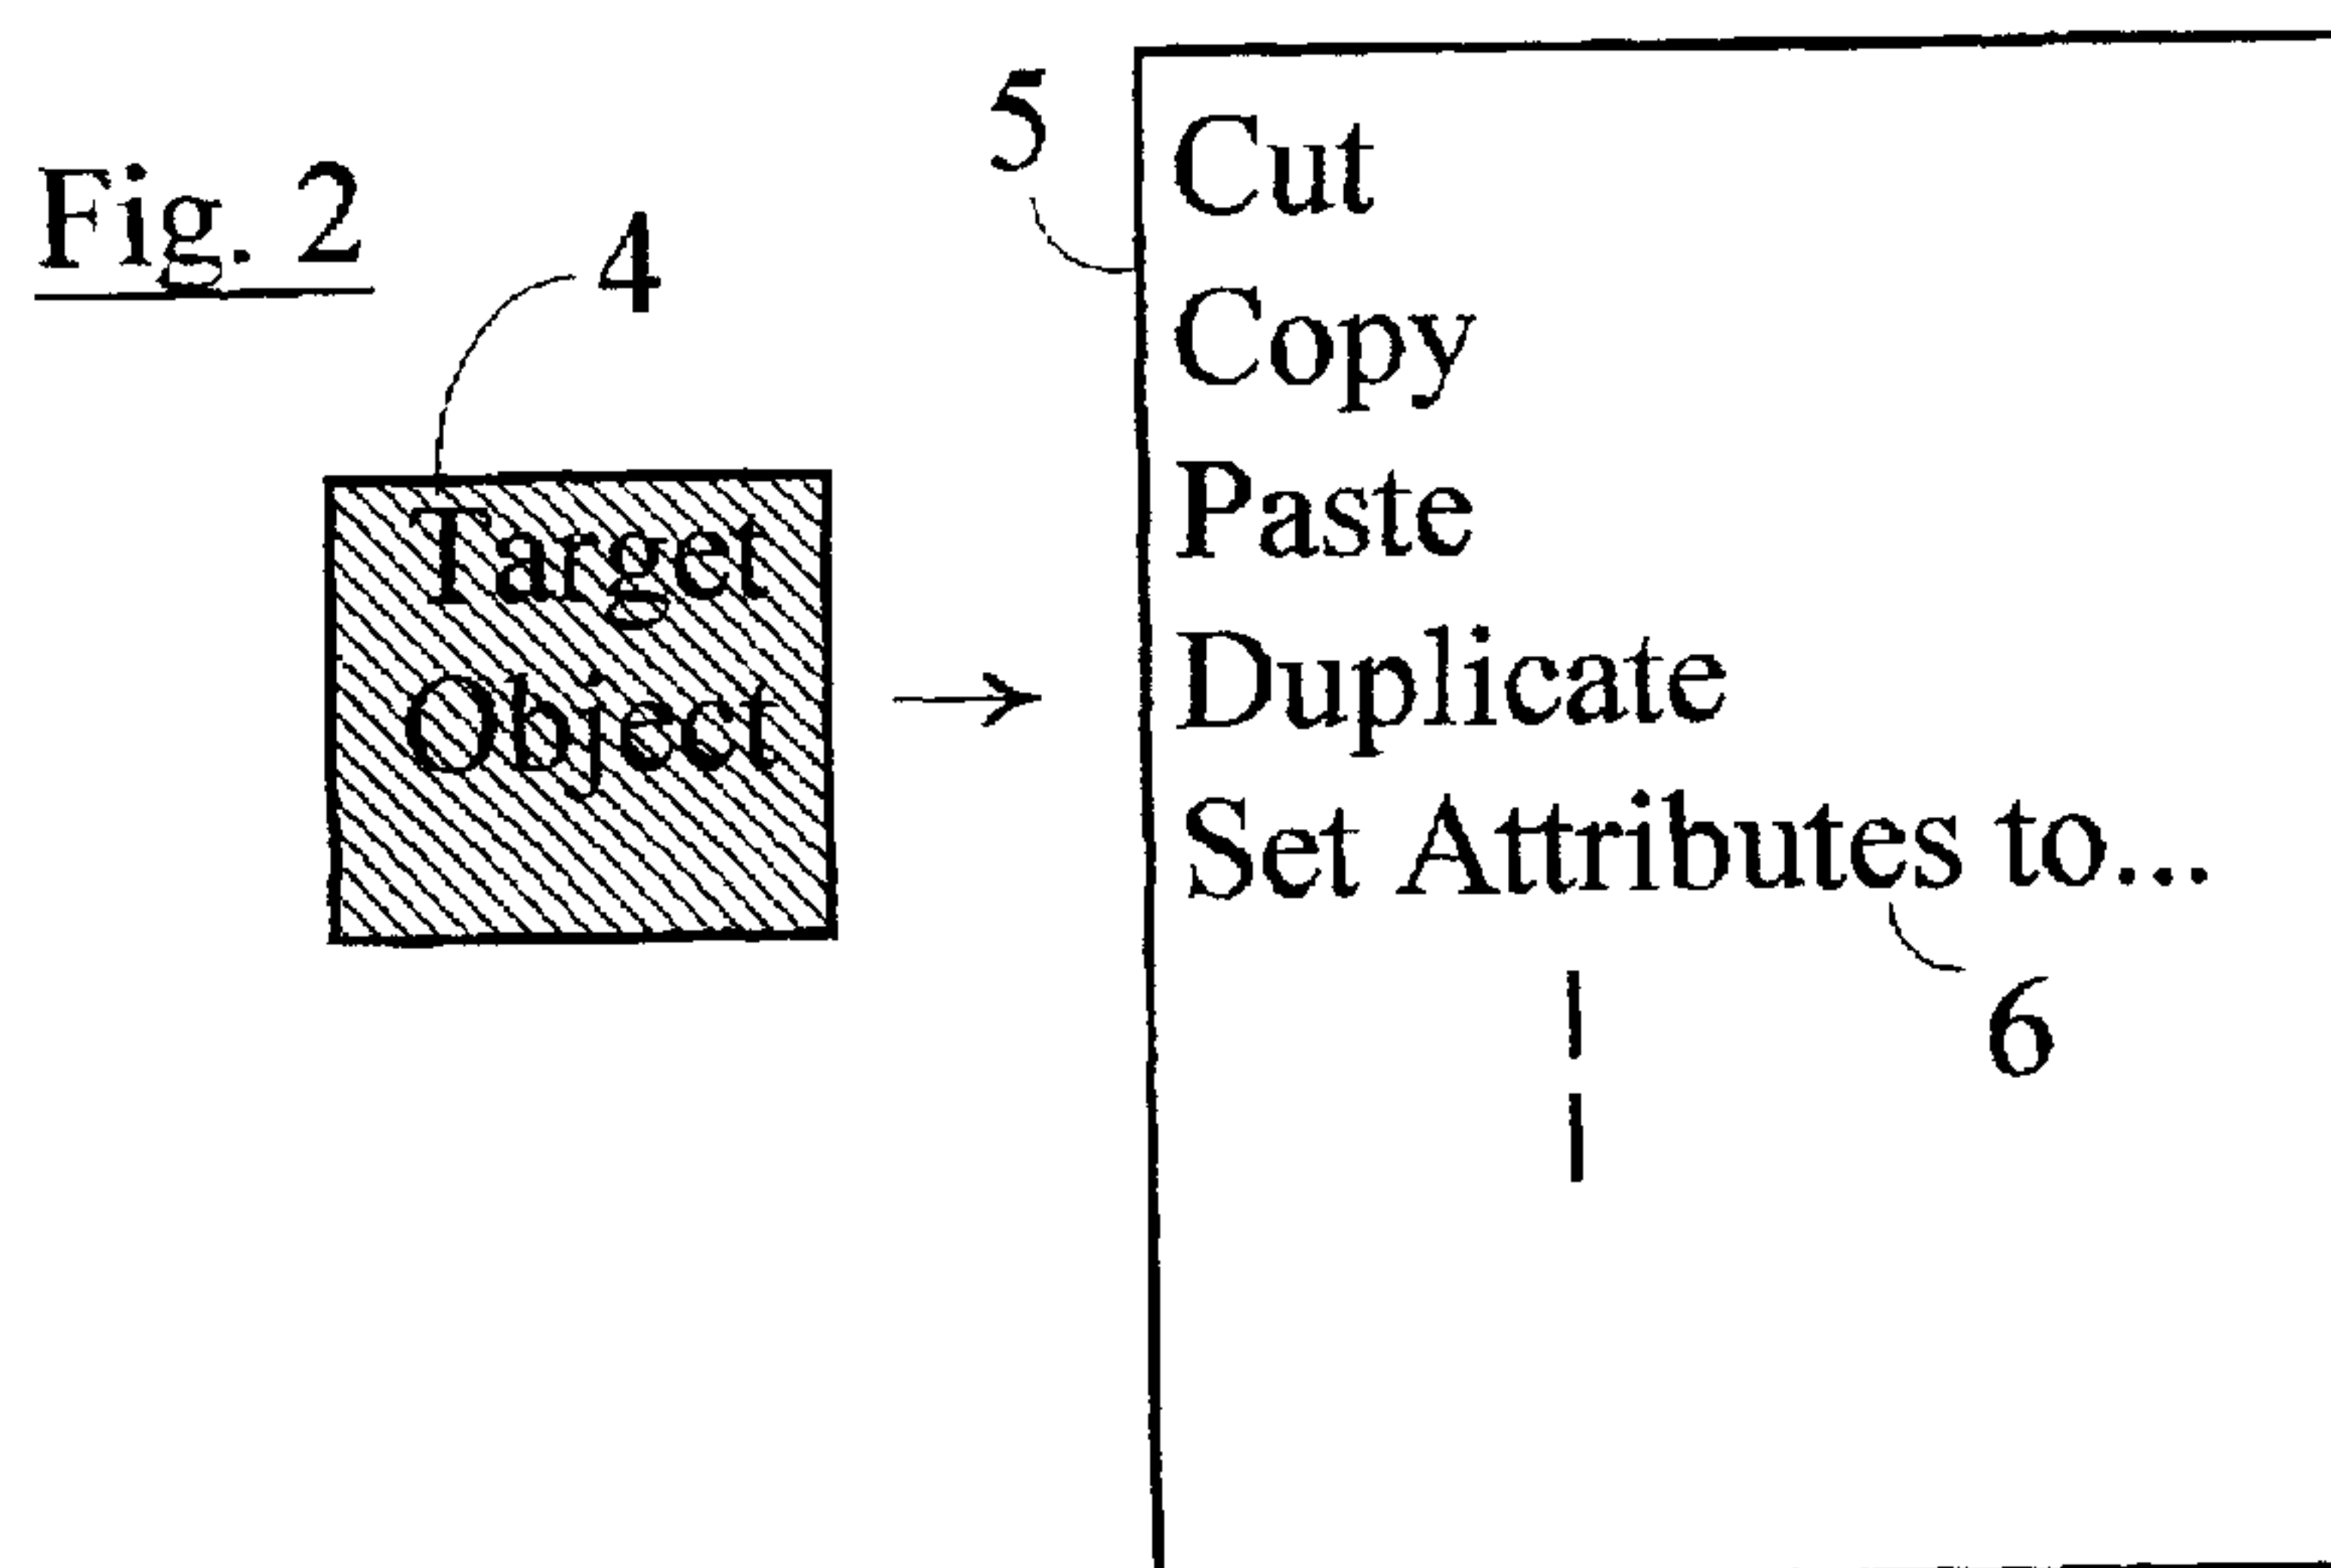 Fig. 2
4
Target
Object
5
Cut
Copy
Paste
Duplicate
Set Attributes to...
6